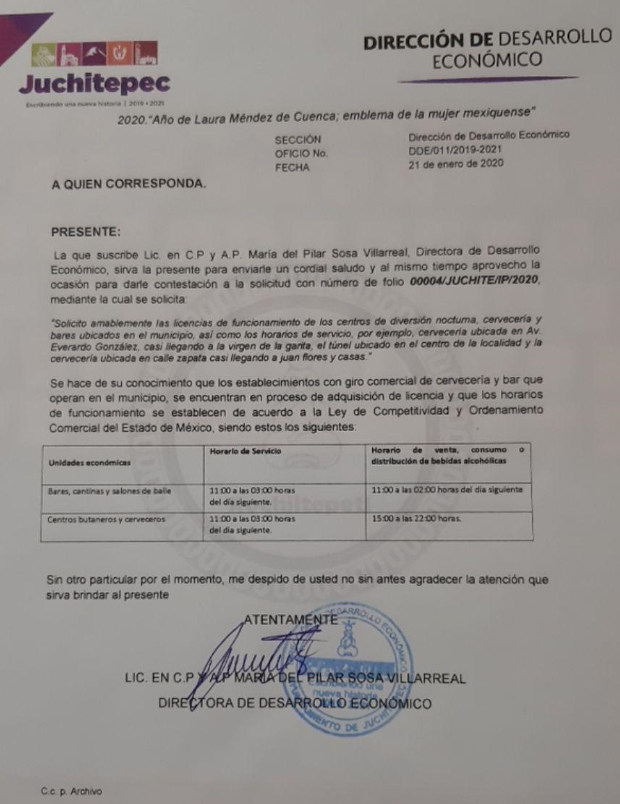 DIRECCIÓN DE DESARROLLO
ECONÓMICO
Juchitepec
Escribiendo una nueva historia | 2019 • 2021
2020."Año de Laura Méndez de Cuenca; emblema de la mujer mexiquense"
SECCIÓN Dirección de Desarrollo Económico
OFICIO No. DDE/011/2019-2021
FECHA 21 de enero de 2020
A QUIEN CORRESPONDA.
PRESENTE:
La que suscribe Lic. en C.P y A.P. María del Pilar Sosa Villarreal, Directora de Desarrollo
Económico, sirva la presente para enviarle un cordial saludo y al mismo tiempo aprovecho la
ocasión para darle contestación a la solicitud con número de folio 00004/JUCHITE/IP/2020,
mediante la cual se solicita:
"Solicito amablemente las licencias de funcionamiento de los centros de diversión nocturna, cervecería y
bares ubicados en el municipio, así como los horarios de servicio, por ejemplo, cervecería ubicada en Av.
Everardo González, casi llegando a la virgen de la garita, el túnel ubicado en el centro de la localidad y la
cervecería ubicada en calle zapata casi llegando a juan flores y casas."
Se hace de su conocimiento que los establecimientos con giro comercial de cervecería y bar que
operan en el municipio, se encuentran en proceso de adquisición de licencia y que los horarios
de funcionamiento se establecen de acuerdo a la Ley de Competitividad y Ordenamiento
Comercial del Estado de México, siendo estos los siguientes:
Unidades económicas
Horario de Servicio
Horario de venta, consumo o
distribución de bebidas alcohólicas
Bares, cantinas y salones de baile
11:00 a las 03:00 horas
del día siguiente.
11:00 a las 02:00 horas del día siguiente
Centros butaneros y cerveceros
11:00 a las 03:00 horas
del día siguiente.
15:00 a las 22:00 horas.
Sin otro particular por el momento, me despido de usted no sin antes agradecer la atención que
sirva brindar al presente
ATENTAMENTE
LIC. EN C.P Y A.P MARÍA DEL PILAR SOSA VILLARREAL
DIRECTORA DE DESARROLLO ECONÓMICO
C.c. p. Archivo